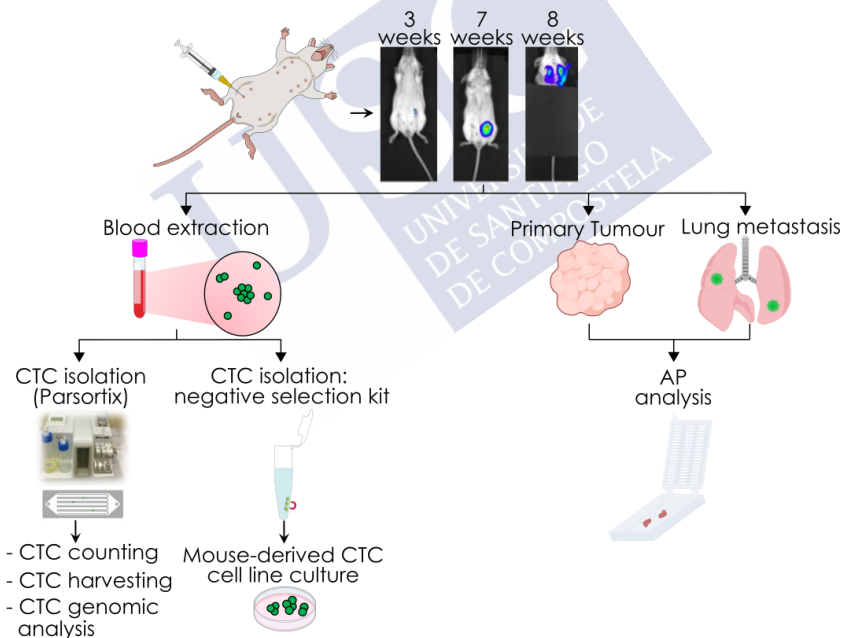 3
weeks
7
weeks
8
weeks
Blood extraction
Primary Tumour
Lung metastasis
UNIVERSIDADE
DE SANTIAGO
DE COMPOSTELA
CTC isolation
(Parsortix)
CTC isolation:
negative selection kit
AP
analysis
- CTC counting
- CTC harvesting
- CTC genomic
analysis
Mouse-derived CTC
cell line culture